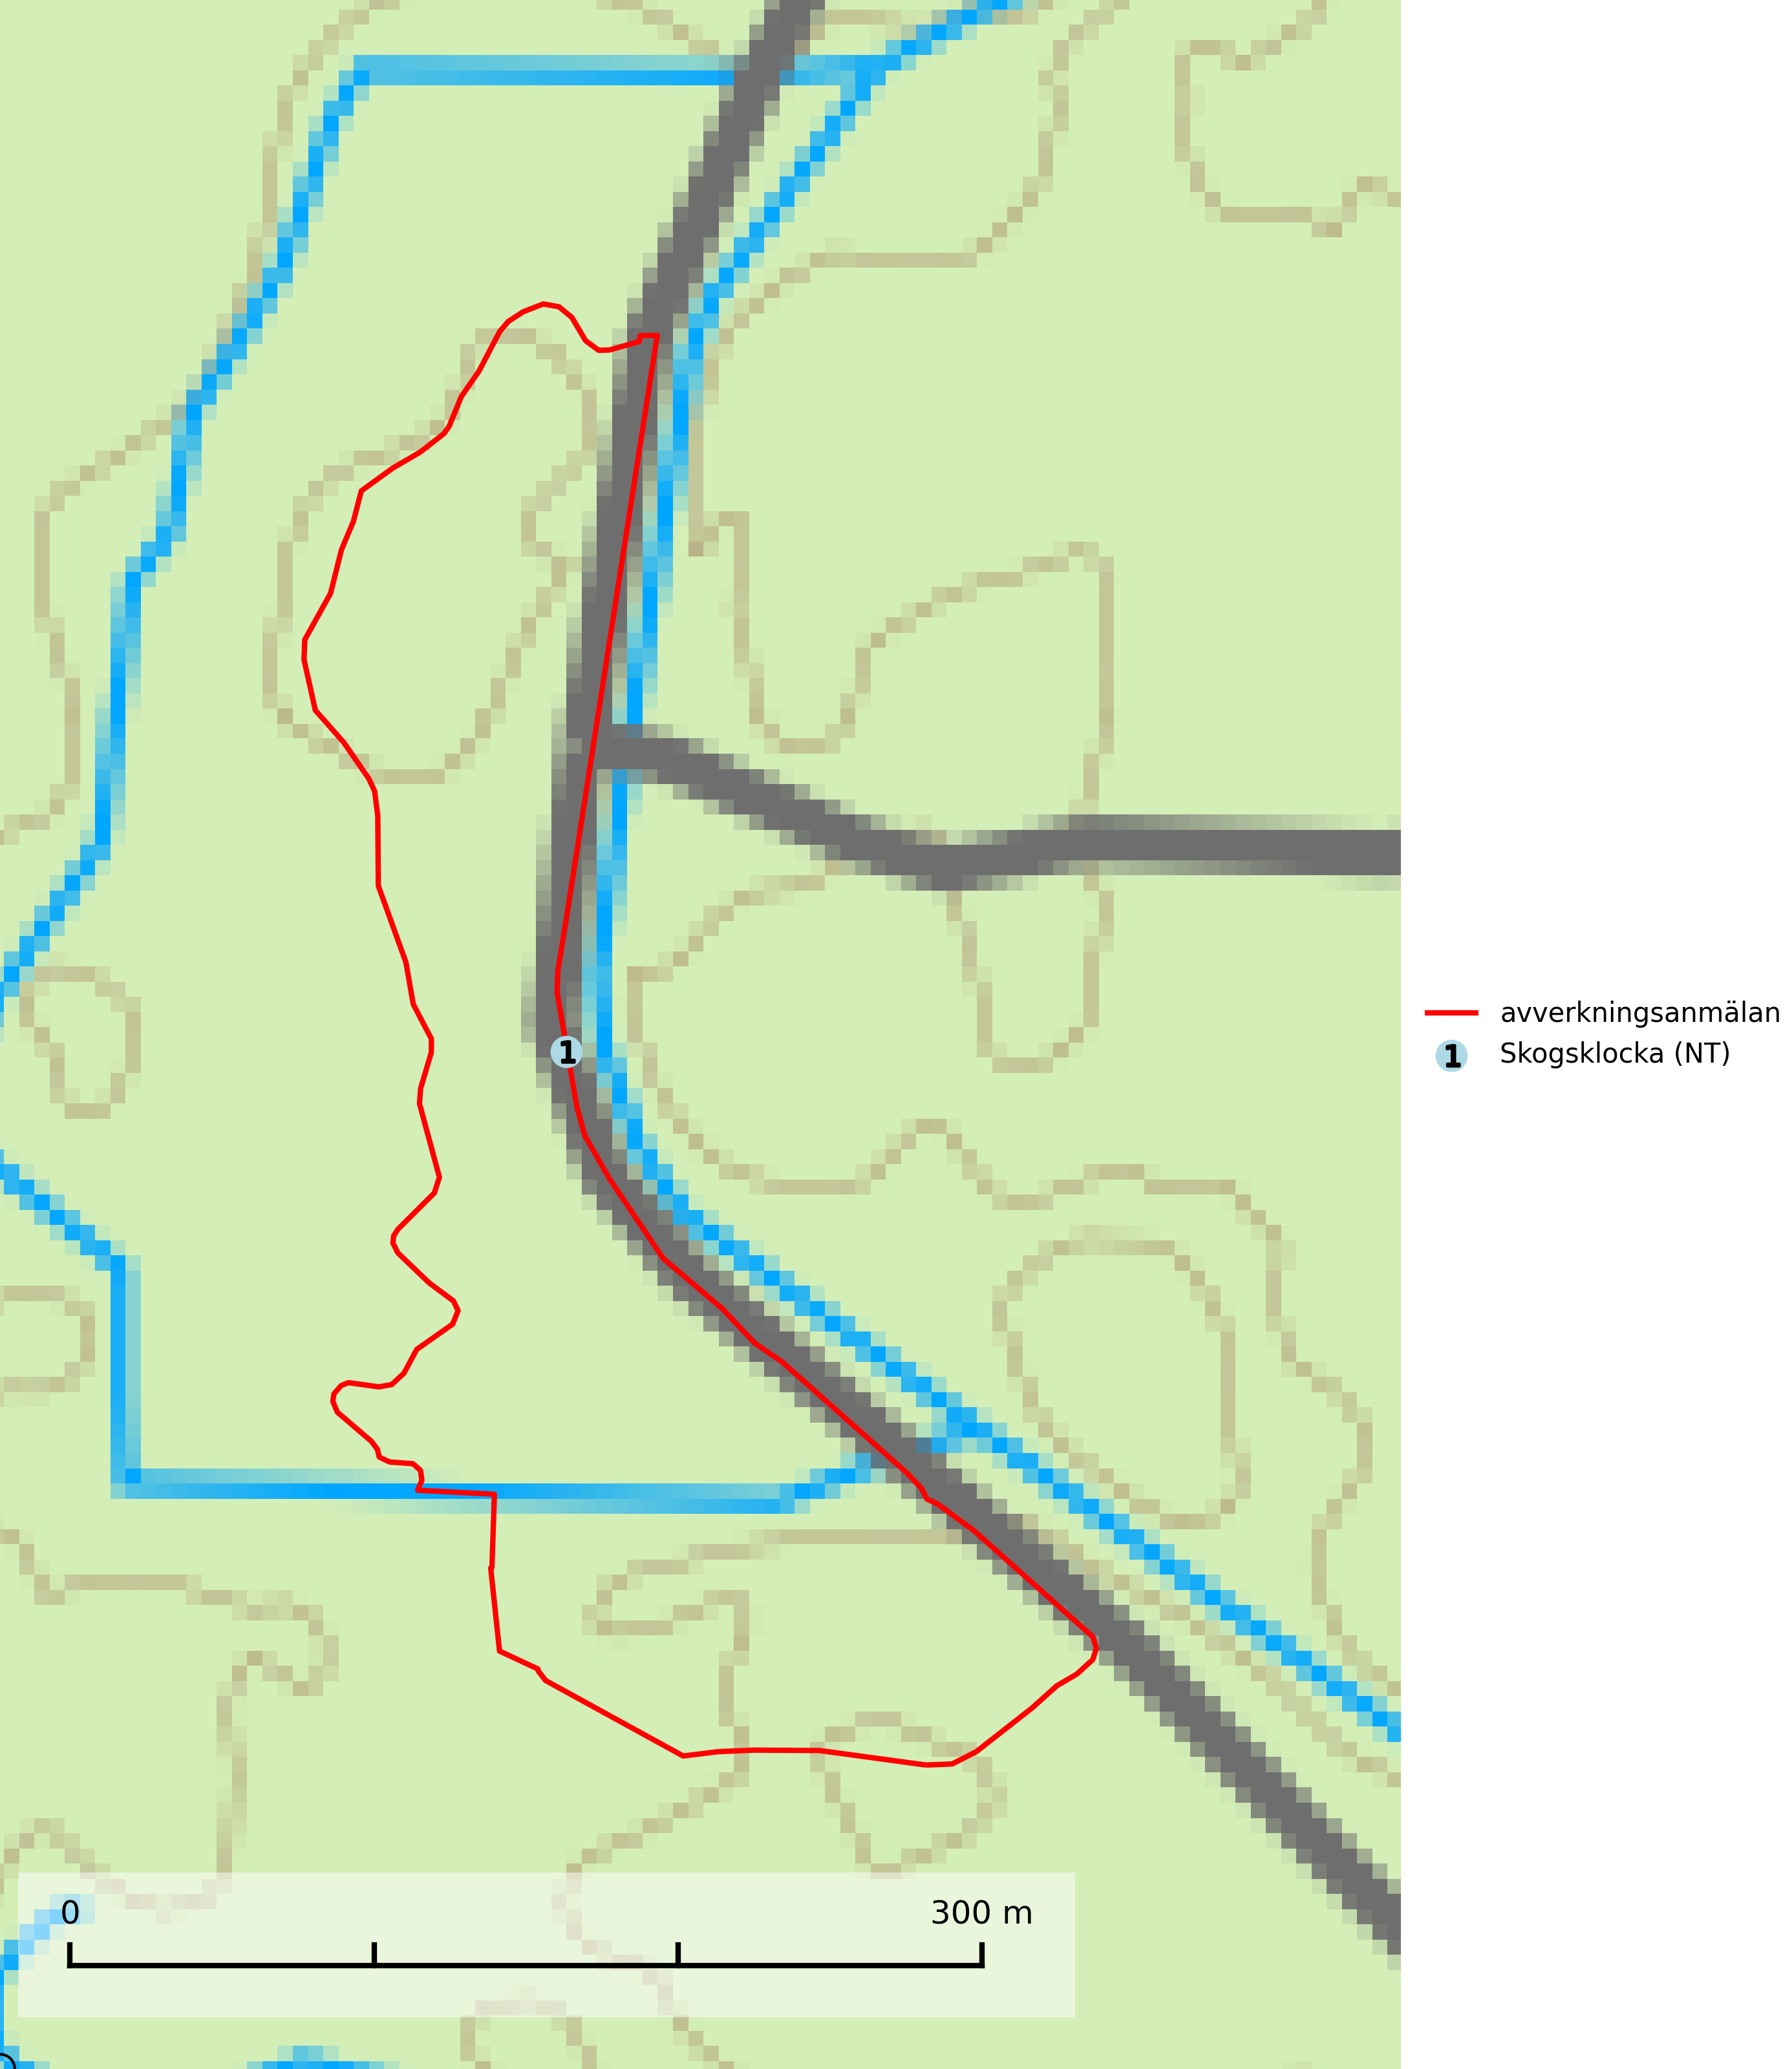 1
avverkningsanmälan
1 Skogsklocka (NT)
0 300 m